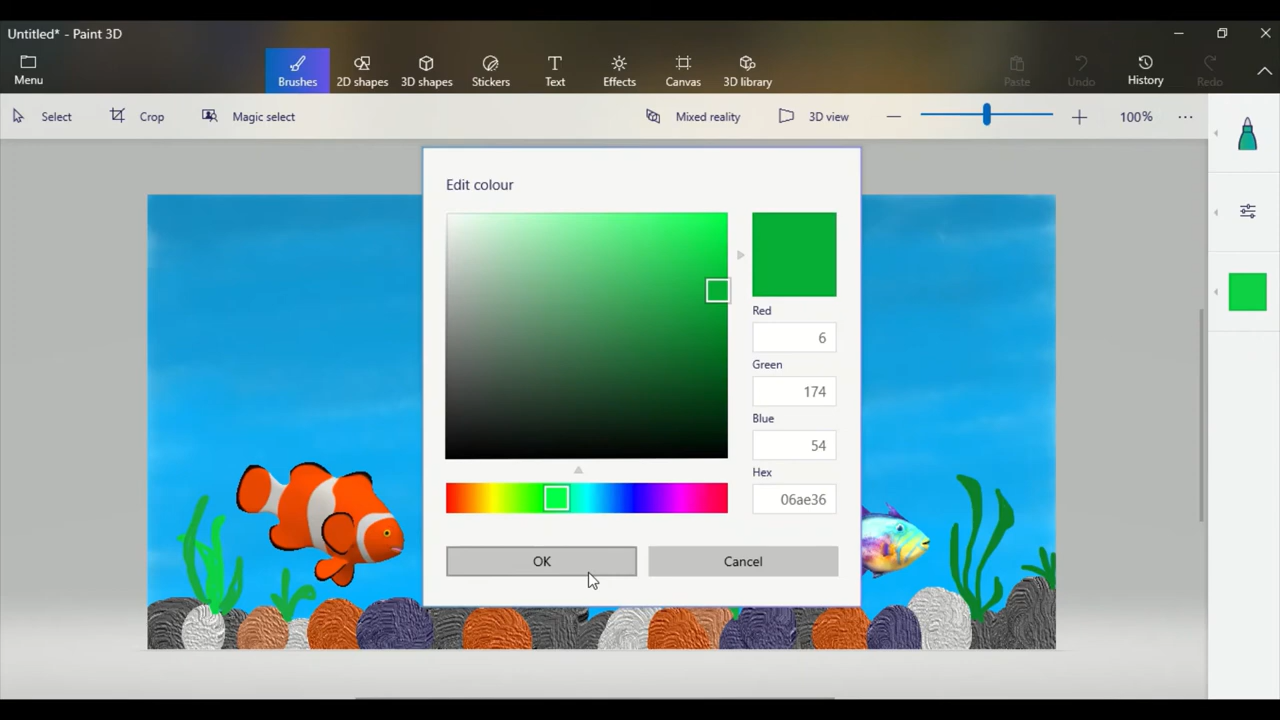 Untitled* - Paint 3D
Menu
Brushes
2D shapes
3D shapes
Stickers
Text
Effects
Canvas
3D library
Paste
Undo
History
Redo
Select
Crop
Magic select
Mixed reality
3D view
100%
Edit colour
Red
6
Green
174
Blue
54
Hex
06ae36
OK
Cancel